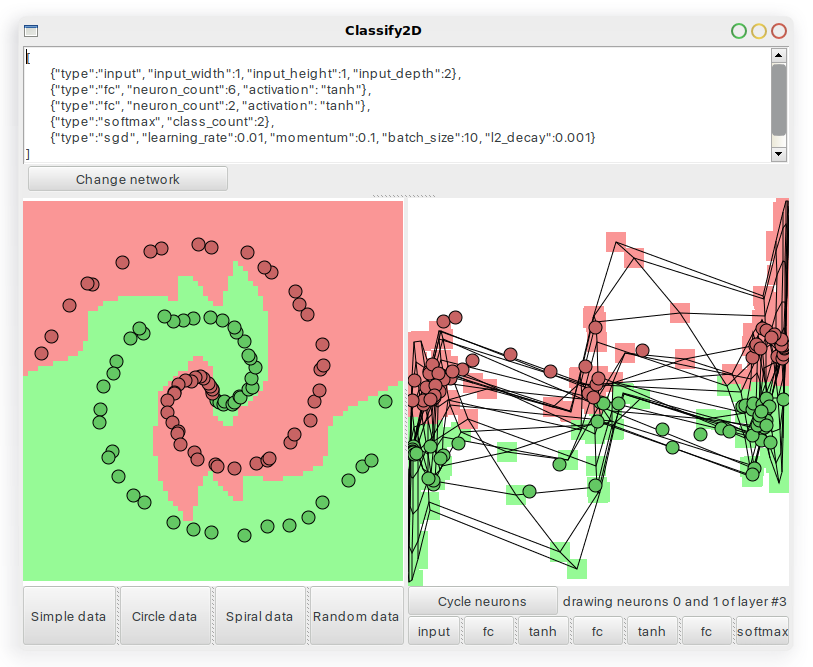 Classify2D
[
{"type":"input", "input_width":1, "input_height":1, "input_depth":2},
{"type":"fc", "neuron_count":6, "activation": "tanh"},
{"type":"fc", "neuron_count":2, "activation": "tanh"},
{"type":"softmax", "class_count":2},
{"type":"sgd", "learning_rate":0.01, "momentum":0.1, "batch_size":10, "l2_decay":0.001}
]
Change network
Simple data
Circle data
Spiral data
Random data
Cycle neurons
drawing neurons 0 and 1 of layer #3
input
fc
tanh
fc
tanh
fc
softmax